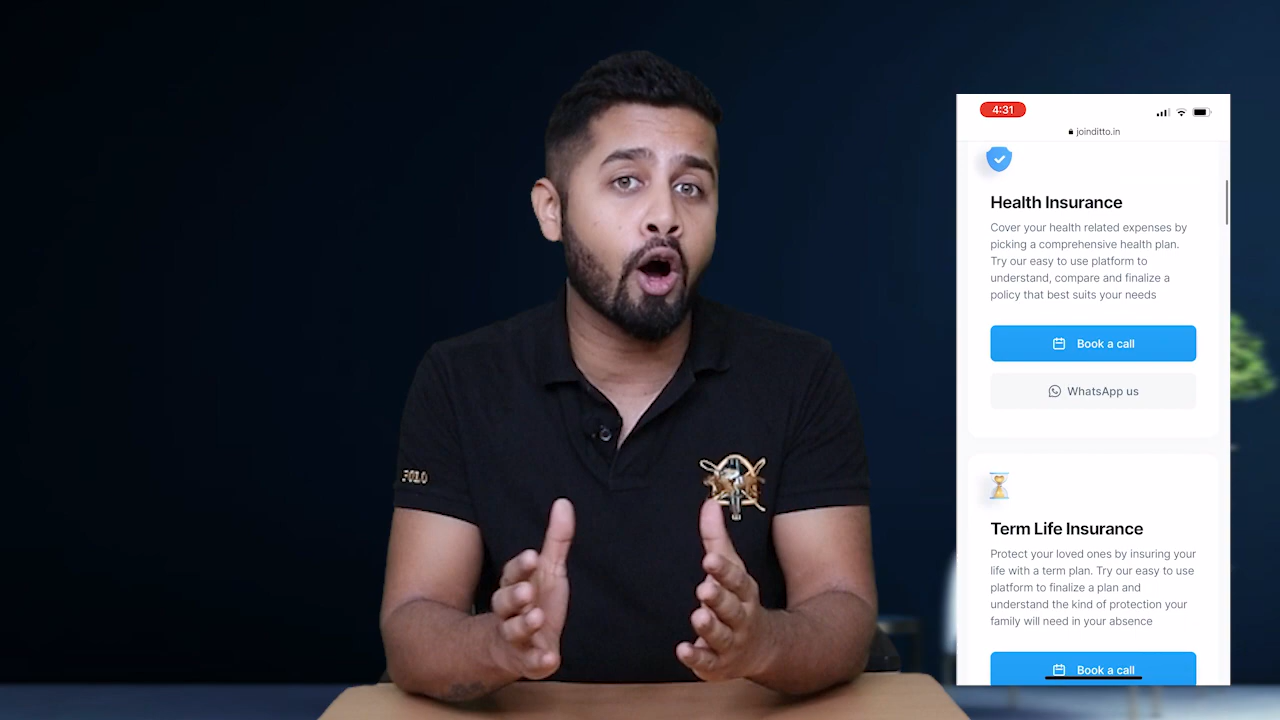 POLO
4:31
joinditto.in
Health Insurance
Cover your health related expenses by
picking a comprehensive health plan.
Try our easy to use platform to
understand, compare and finalize a
policy that best suits your needs
Book a call
WhatsApp us
Term Life Insurance
Protect your loved ones by insuring your
life with a term plan. Try our easy to use
platform to finalize a plan and
understand the kind of protection your
family will need in your absence
Book a call